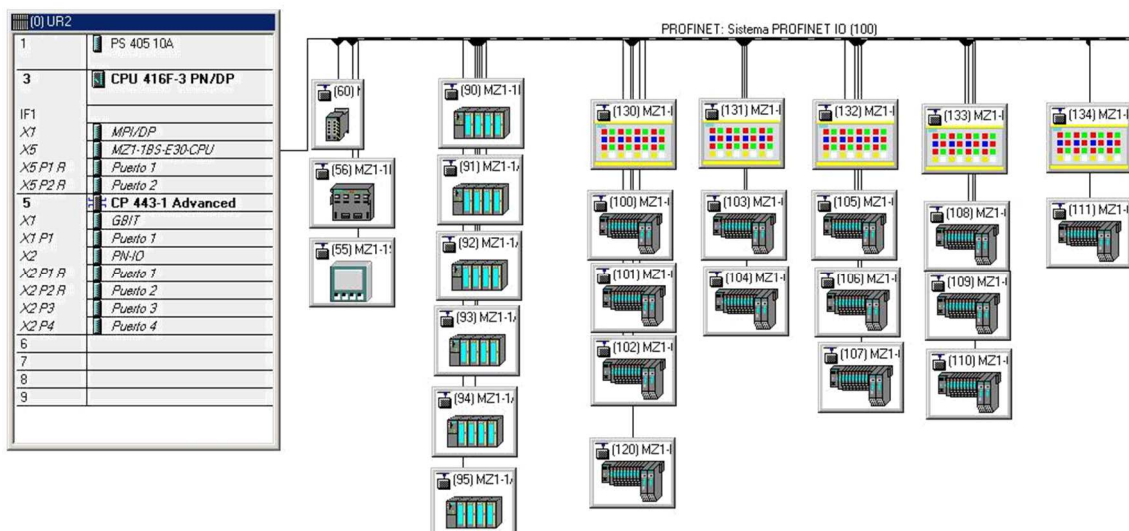 (0) UR2
1 PS 405 10A
3 CPU 416F-3 PN/DP
IF1
X1 MPI/DP
X5 MZ1-1BS-E30-CPU
X5 P1 R Puerto 1
X5 P2 R Puerto 2
5 CP 443-1 Advanced
X1 GBIT
X1 P1 Puerto 1
X2 PN-IO
X2 P1 R Puerto 1
X2 P2 R Puerto 2
X2 P3 Puerto 3
X2 P4 Puerto 4
6
7
8
9
PROFINET: Sistema PROFINET IO (100)
(60)
(56) MZ1-1
(55) MZ1-1
(90) MZ1-1
(91) MZ1-1
(92) MZ1-1
(93) MZ1-1
(94) MZ1-1
(95) MZ1-1
(130) MZ1-
(100) MZ1-
(101) MZ1-
(102) MZ1-
(120) MZ1-
(131) MZ1-
(103) MZ1-
(104) MZ1-
(132) MZ1-
(105) MZ1-
(106) MZ1-
(107) MZ1-
(133) MZ1-
(108) MZ1-
(109) MZ1-
(110) MZ1-
(134) MZ1-
(111) MZ1-